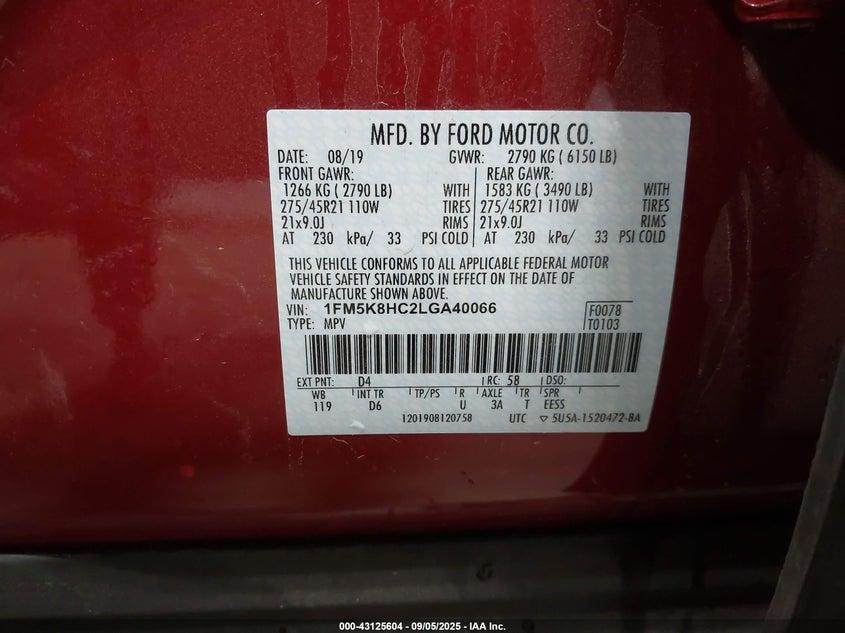 MFD. BY FORD MOTOR CO.
DATE: 08/19 GVWR: 2790 KG ( 6150 LB)
FRONT GAWR: REAR GAWR:
1266 KG ( 2790 LB) WITH 1583 KG ( 3490 LB) WITH
275/45R21 110W TIRES 275/45R21 110W TIRES
21x9.0J RIMS 21x9.0J RIMS
AT 230 kPa/ 33 PSI COLD AT 230 kPa/ 33 PSI COLD
THIS VEHICLE CONFORMS TO ALL APPLICABLE FEDERAL MOTOR
VEHICLE SAFETY STANDARDS IN EFFECT ON THE DATE OF
MANUFACTURE SHOWN ABOVE.
VIN: 1FM5K8HC2LGA40066 F0078
TYPE: MPV T0103
EXT PNT: D4 RC: 58 DSO:
WB INT TR TP/PS R AXLE TR SPR
119 D6 U 3A T EESS
1201908120758 UTC ▽ 5U5A-1520472-BA
000-43125604 - 09/05/2025 - IAA Inc.